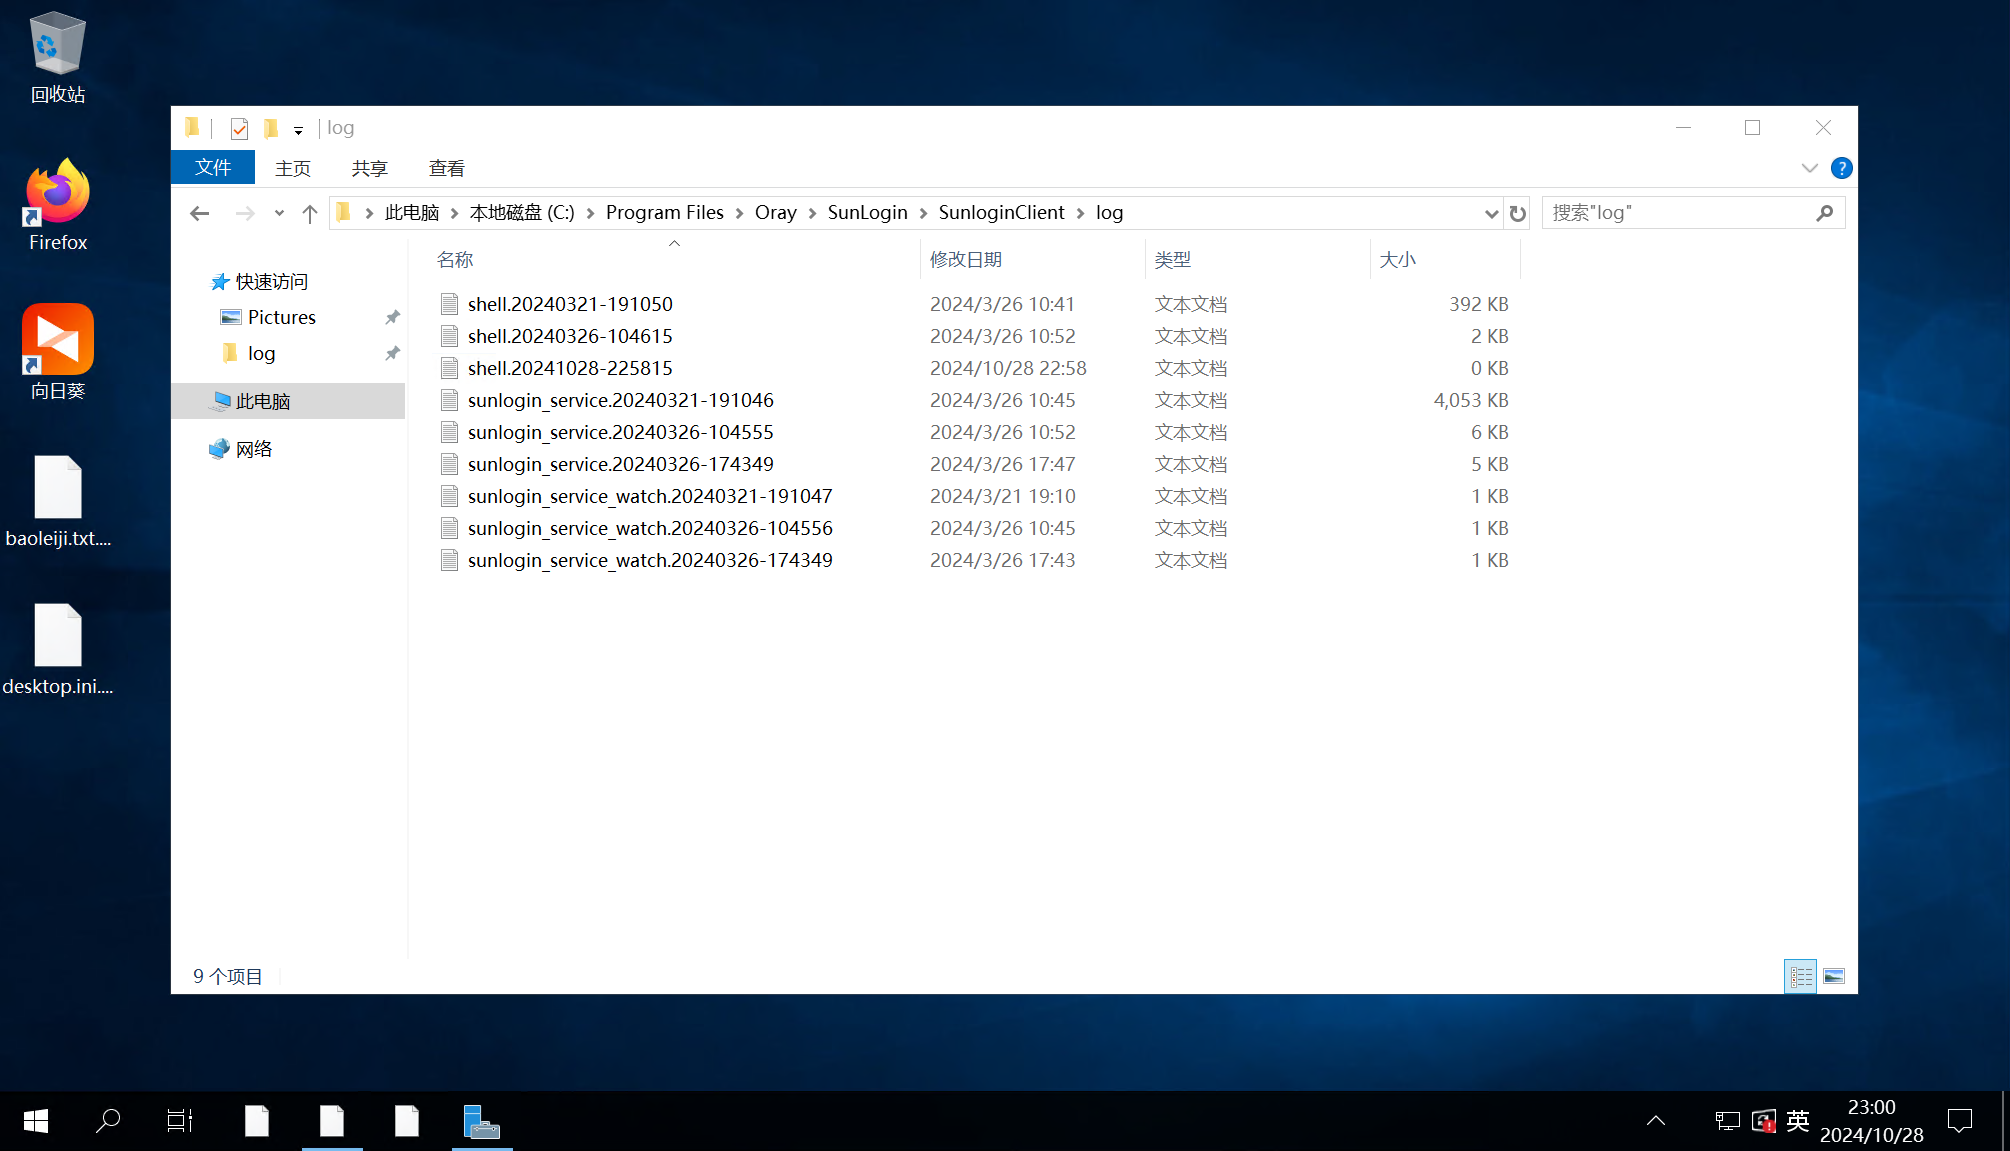 回收站
Firefox
向日葵
baoleiji.txt....
desktop.ini....
log
文件 主页 共享 查看
此电脑 本地磁盘 (C:) Program Files Oray SunLogin SunloginClient log
搜索"log"
快速访问
Pictures
log
此电脑
网络
名称 修改日期 类型 大小
shell.20240321-191050 2024/3/26 10:41 文本文档 392 KB
shell.20240326-104615 2024/3/26 10:52 文本文档 2 KB
shell.20241028-225815 2024/10/28 22:58 文本文档 0 KB
sunlogin_service.20240321-191046 2024/3/26 10:45 文本文档 4,053 KB
sunlogin_service.20240326-104555 2024/3/26 10:52 文本文档 6 KB
sunlogin_service.20240326-174349 2024/3/26 17:47 文本文档 5 KB
sunlogin_service_watch.20240321-191047 2024/3/21 19:10 文本文档 1 KB
sunlogin_service_watch.20240326-104556 2024/3/26 10:45 文本文档 1 KB
sunlogin_service_watch.20240326-174349 2024/3/26 17:43 文本文档 1 KB
9 个项目
英
23:00
2024/10/28